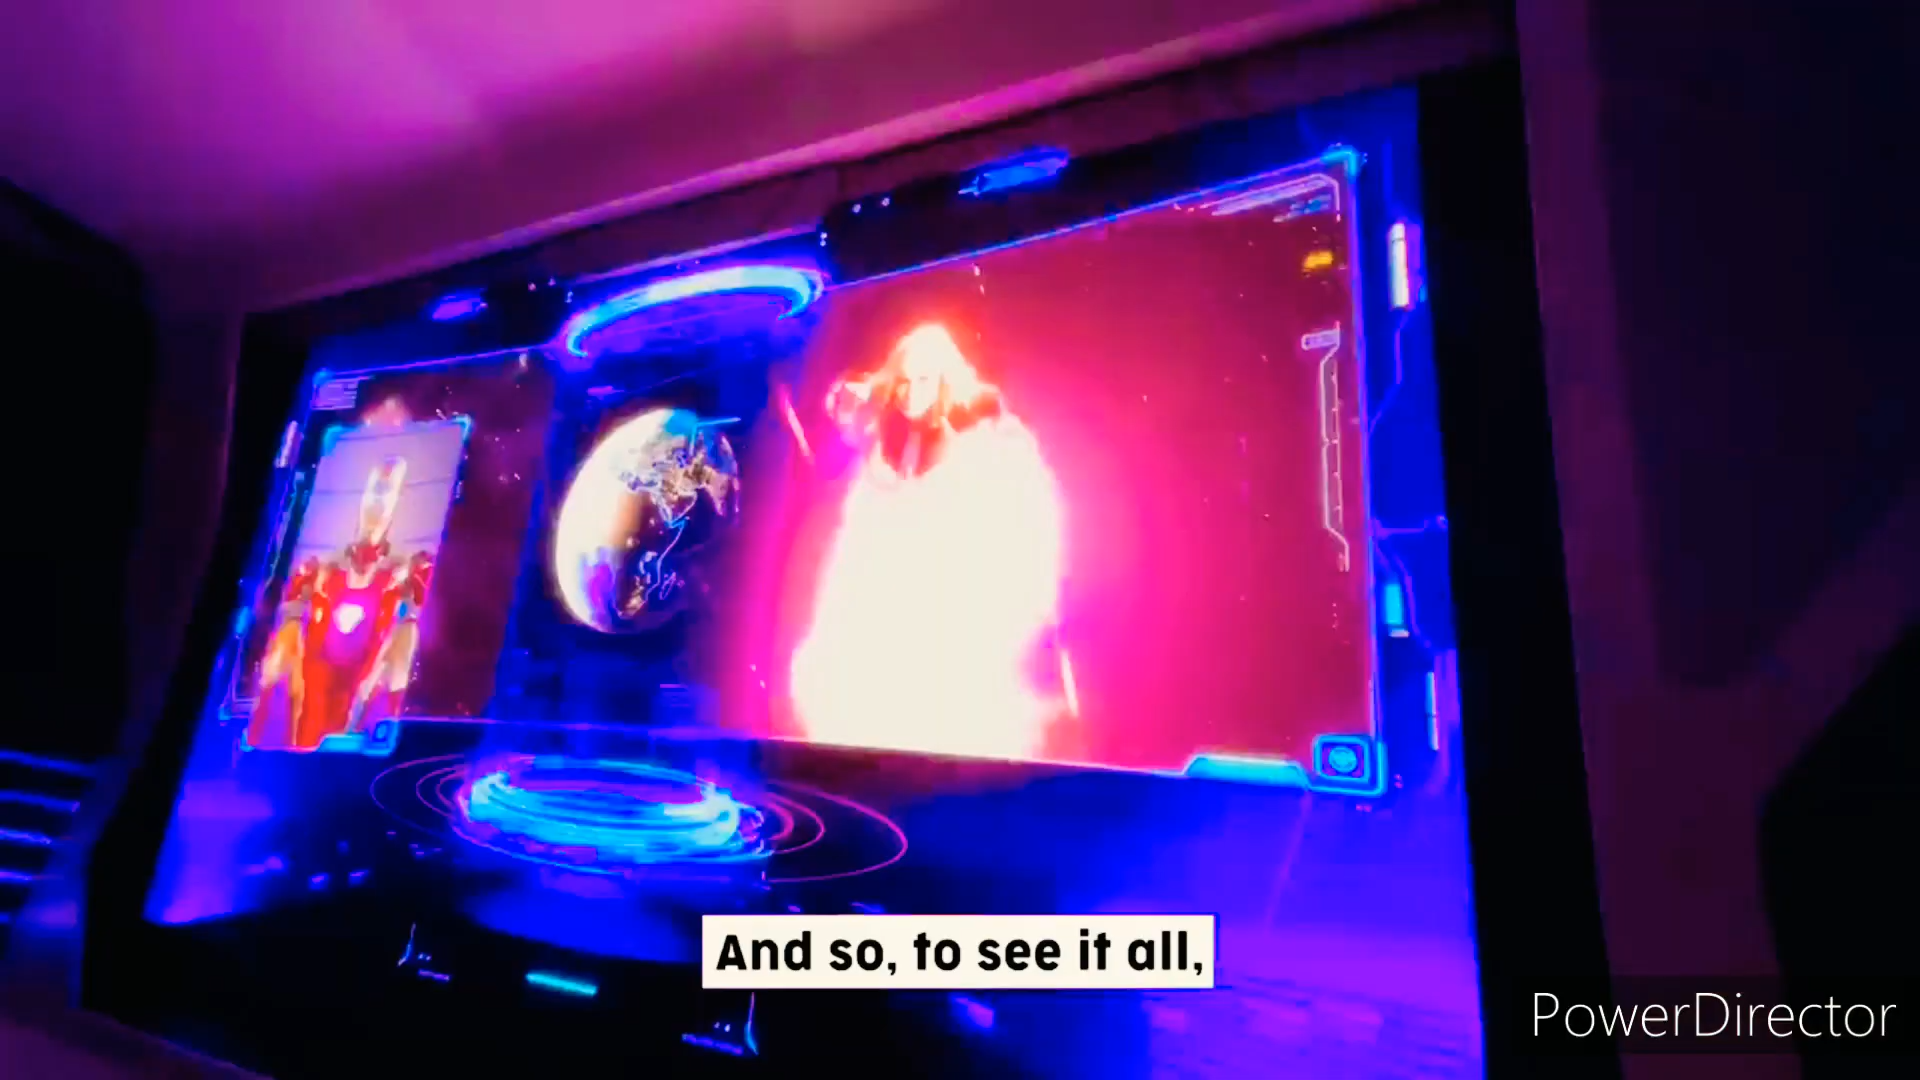 And so, to see it all,
PowerDirector